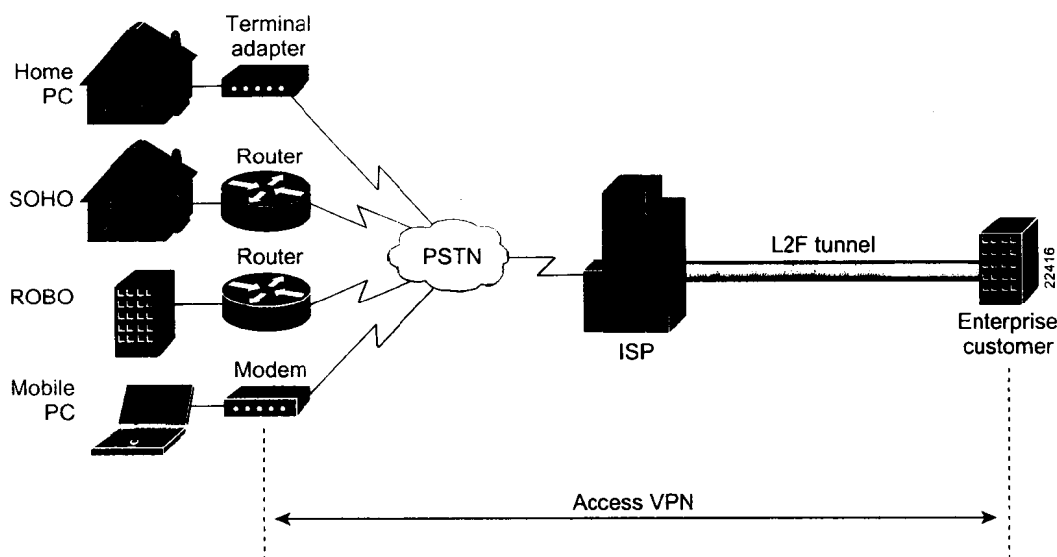 Terminal
adapter
Home
PC
Router
SOHO
PSTN
L2F tunnel
22416
Router
ROBO
ISP
Enterprise
customer
Modem
Mobile
PC
Access VPN